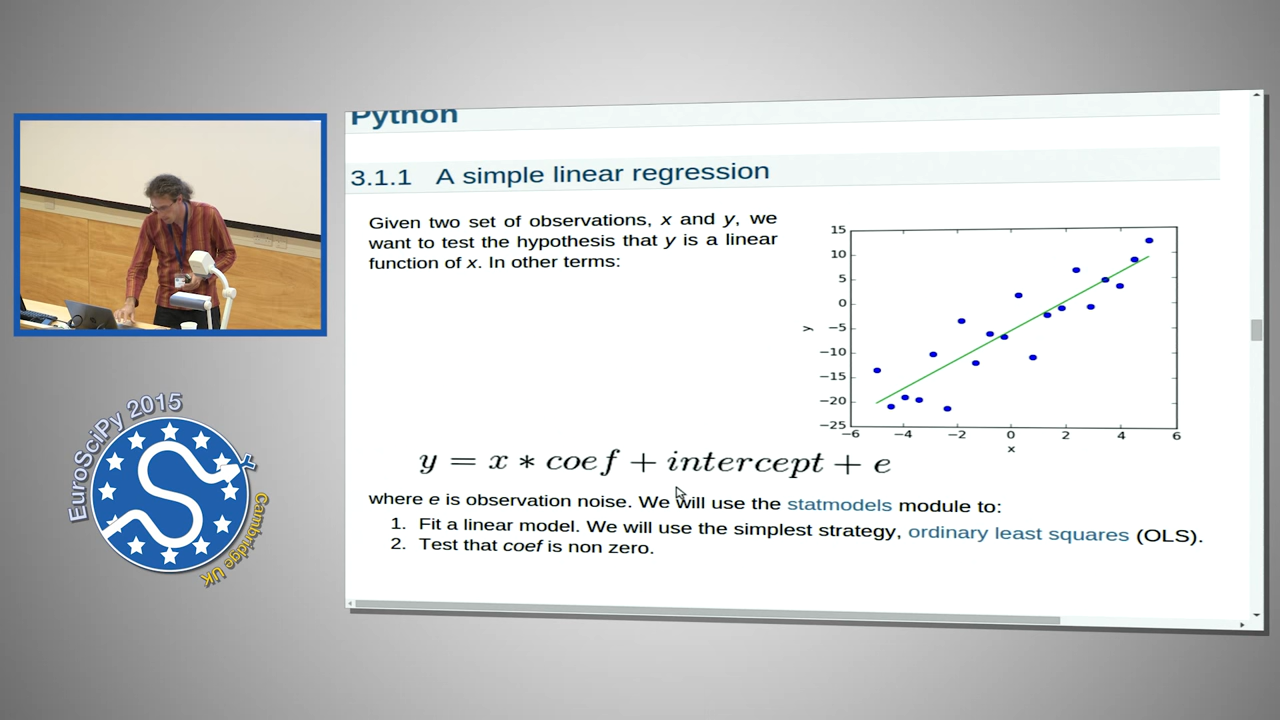 Python
3.1.1 A simple linear regression
Given two set of observations, x and y, we
want to test the hypothesis that y is a linear
function of x. In other terms:
15
10
5
0
−5
−10
−15
−20
−25
y
−6 −4 −2 0 2 4 6
x
y = x ∗ coef + intercept + e
where e is observation noise. We will use the statmodels module to:
1. Fit a linear model. We will use the simplest strategy, ordinary least squares (OLS).
2. Test that coef is non zero.
EuroSciPy 2015
Cambridge UK